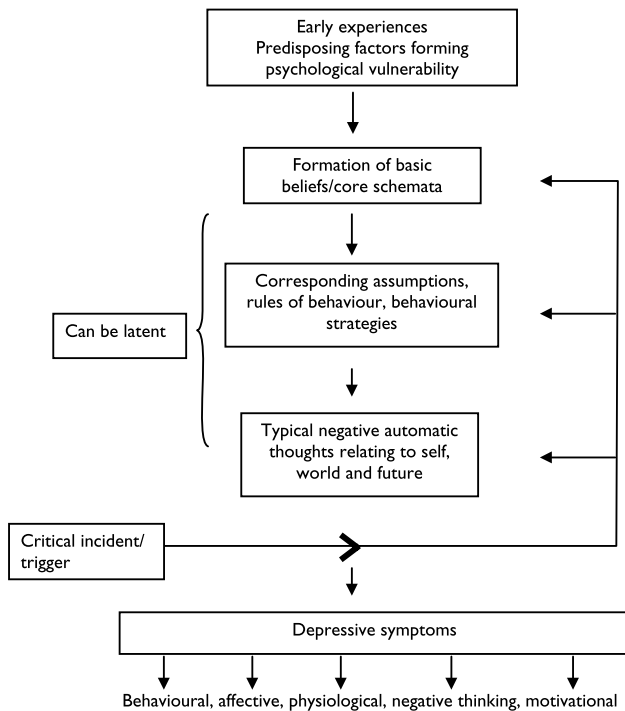 Early experiences
Predisposing factors forming
psychological vulnerability
Formation of basic
beliefs/core schemata
Corresponding assumptions,
rules of behaviour, behavioural
strategies
Can be latent
Typical negative automatic
thoughts relating to self,
world and future
Critical incident/
trigger
Depressive symptoms
Behavioural, affective, physiological, negative thinking, motivational